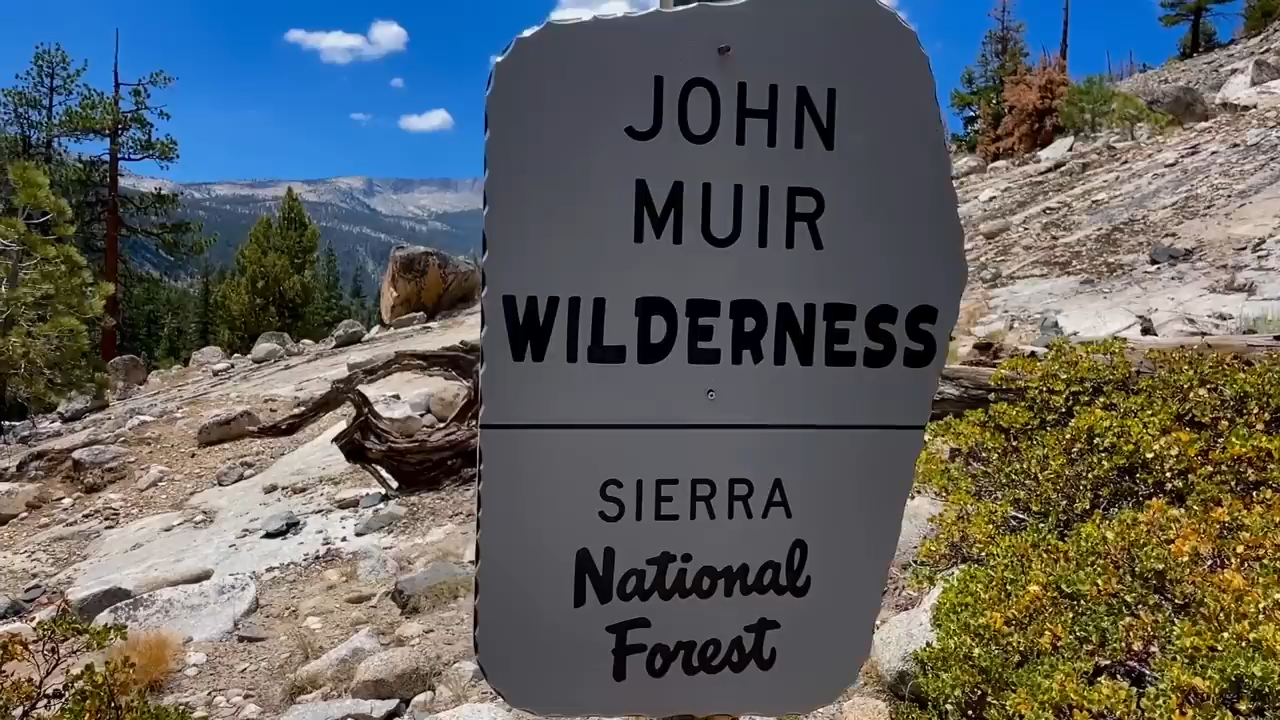 JOHN
MUIR
WILDERNESS
SIERRA
National
Forest